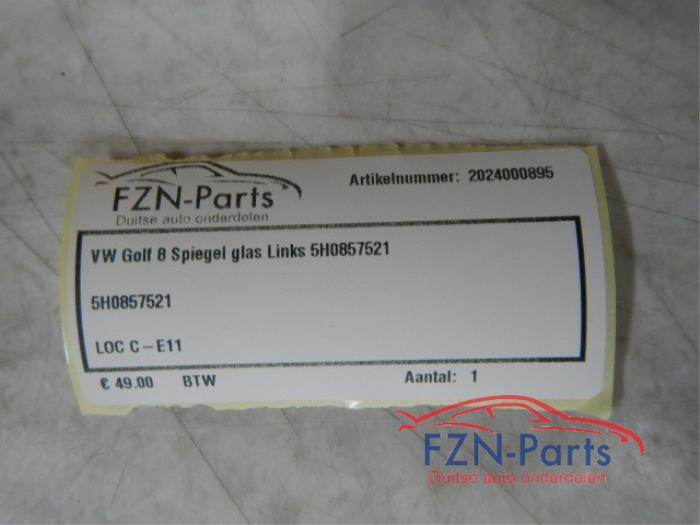 FZN-Parts
Duitse auto onderdelen
Artikelnummer: 2024000895
VW Golf 8 Spiegel glas Links 5H0857521
5H0857521
LOC C-E11
€ 49.00 BTW Aantal: 1
FZN-Parts
Duitse auto onderdelen